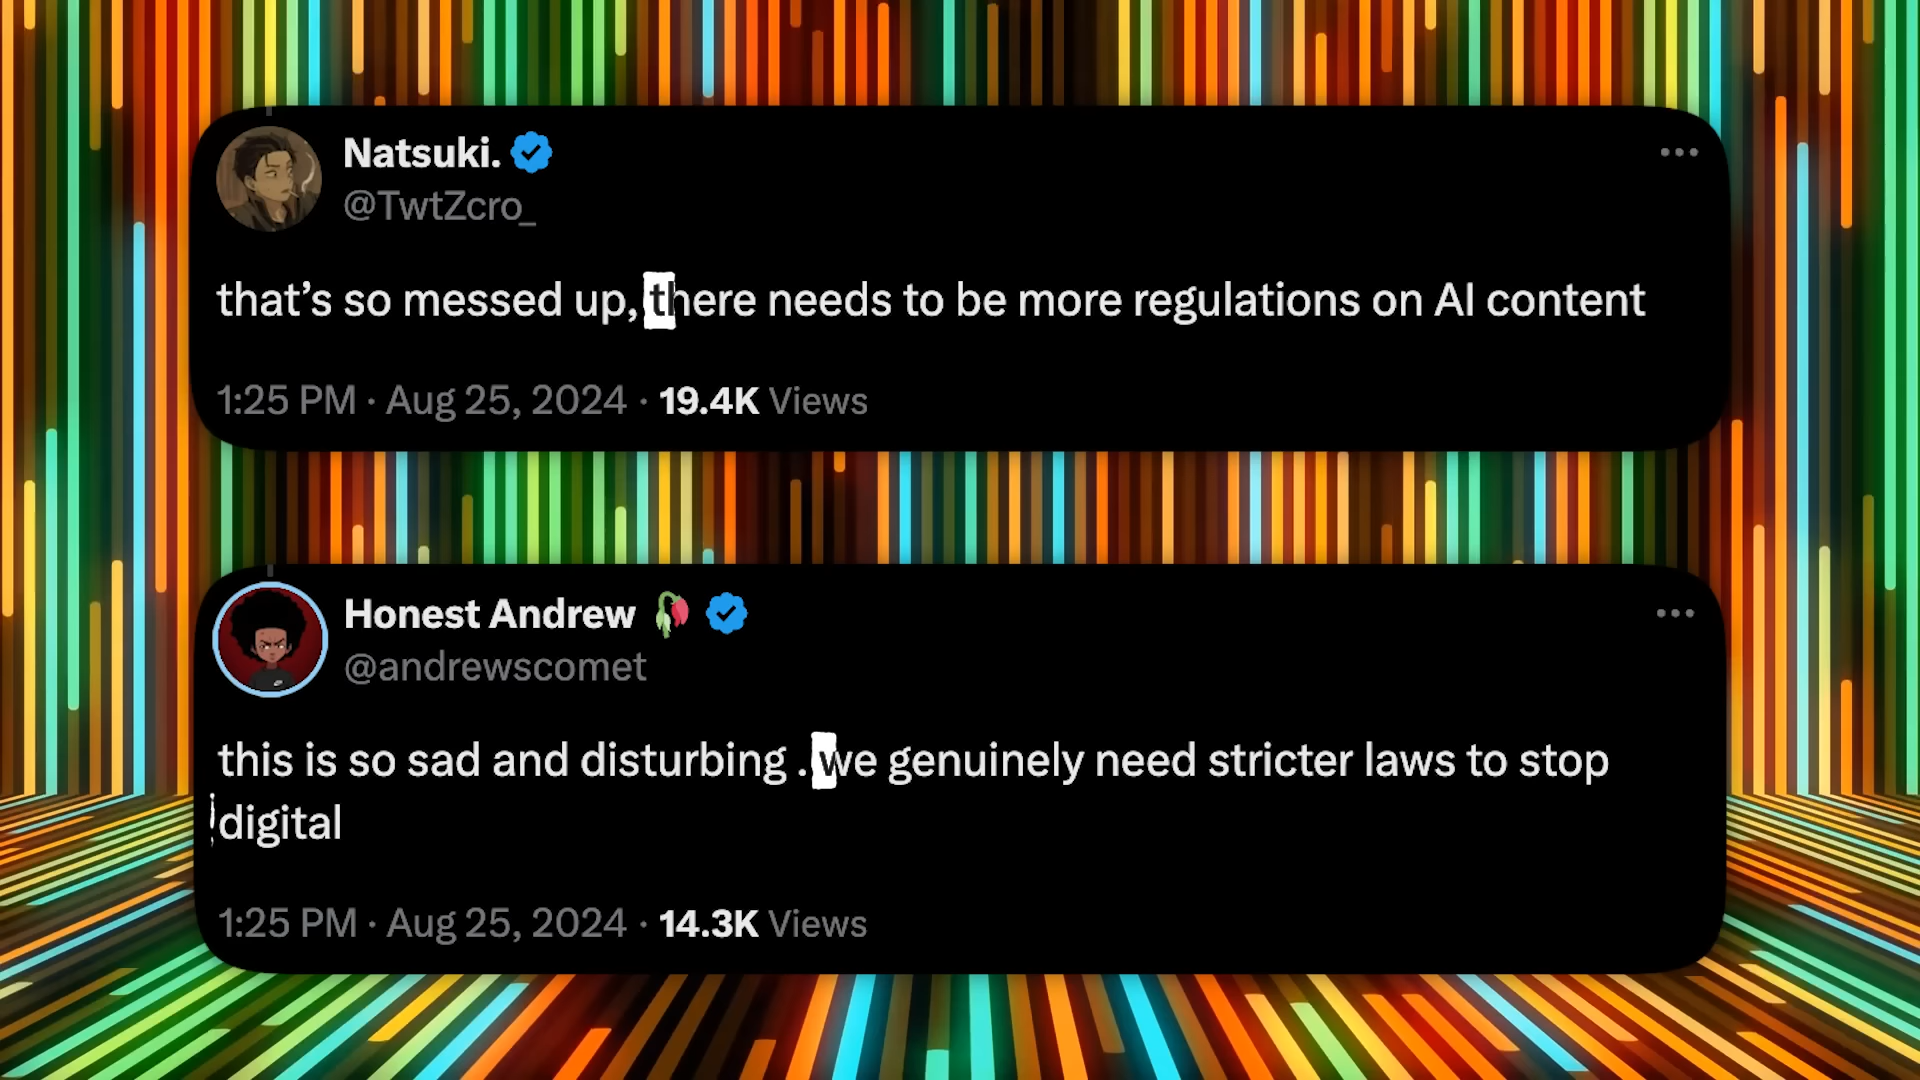 Natsuki.
@TwtZcro_
that's so messed up, there needs to be more regulations on AI content
1:25 PM · Aug 25, 2024 · 19.4K Views
Honest Andrew 🥀
@andrewscomet
this is so sad and disturbing . we genuinely need stricter laws to stop
digital
1:25 PM · Aug 25, 2024 · 14.3K Views